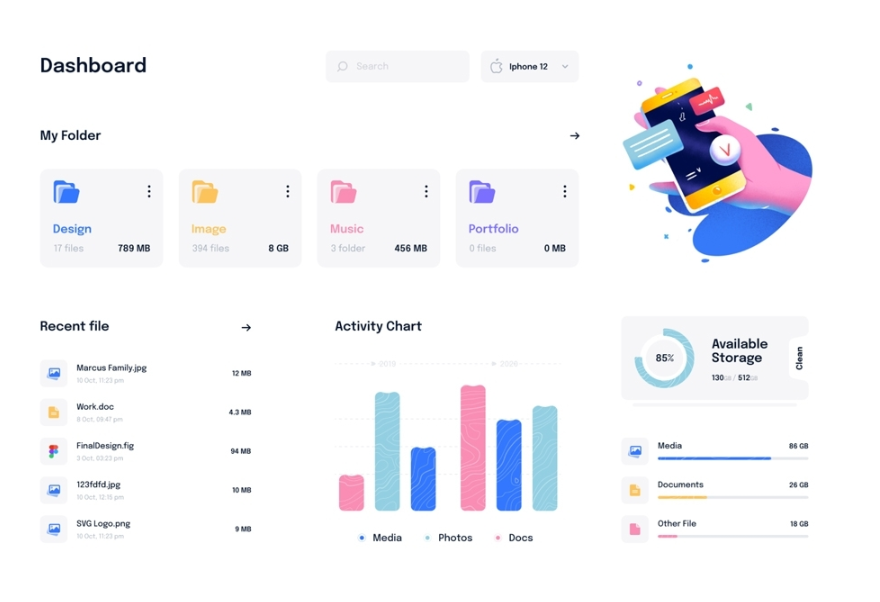 Dashboard
Search
Iphone 12
My Folder
Design
17 files
789 MB
Image
394 files
8 GB
Music
3 folder
456 MB
Portfolio
0 files
0 MB
Recent file
Marcus Family.jpg
10 Oct, 11:23 pm
12 MB
Work.doc
8 Oct, 09:47 pm
4.3 MB
FinalDesign.fig
3 Oct, 03:23 pm
94 MB
123fdfd.jpg
10 Oct, 12:15 pm
10 MB
SVG Logo.png
10 Oct, 11:23 pm
9 MB
Activity Chart
Media
Photos
Docs
85%
Available
Storage
130GB / 512GB
Clean
Media
86 GB
Documents
26 GB
Other File
18 GB